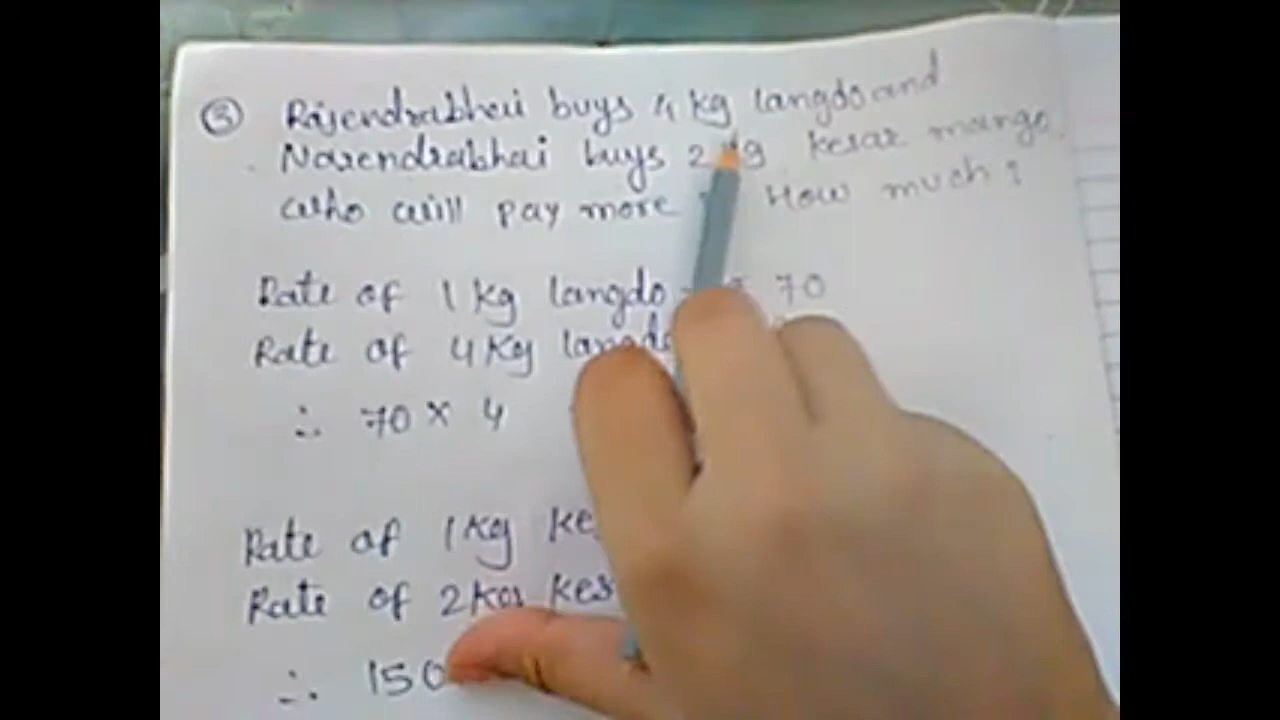 ③ Rajendrabhai buys 4 kg langdo and
Narendrabhai buys 2 kg kesar mango.
who will pay more ? How much ?
Rate of 1 kg langdo 70
Rate of 4 Kg langdo
∴ 70 × 4
Rate of 1 Kg kes
Rate of 2 Kg kes
∴ 150